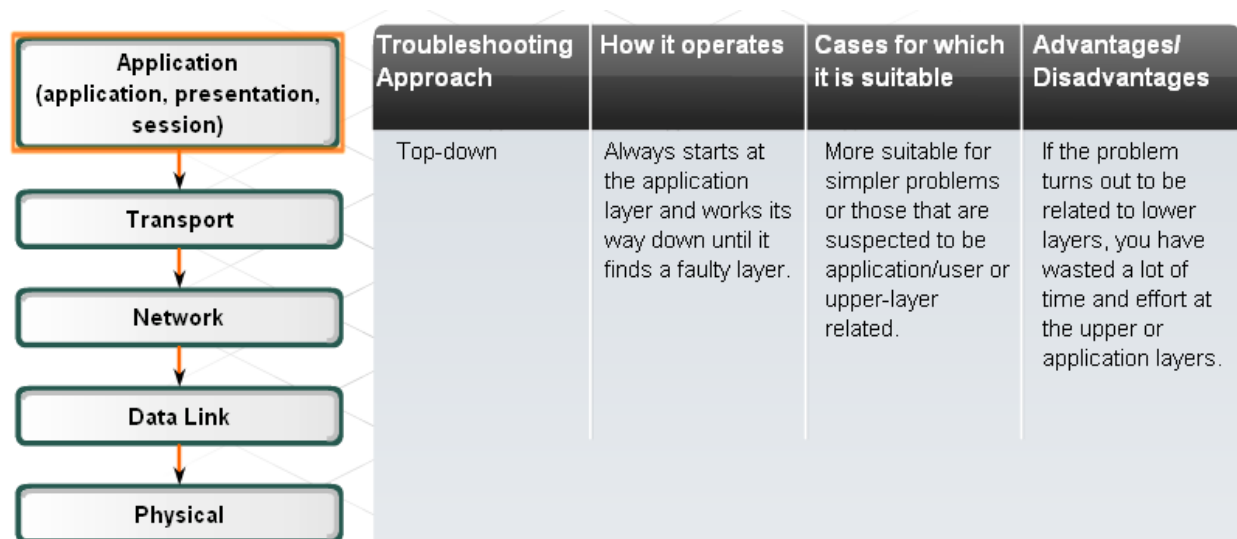 Application
(application, presentation,
session)
Transport
Network
Data Link
Physical
Troubleshooting
Approach
How it operates
Cases for which
it is suitable
Advantages/
Disadvantages
Top-down
Always starts at
the application
layer and works its
way down until it
finds a faulty layer.
More suitable for
simpler problems
or those that are
suspected to be
application/user or
upper-layer
related.
If the problem
turns out to be
related to lower
layers, you have
wasted a lot of
time and effort at
the upper or
application layers.